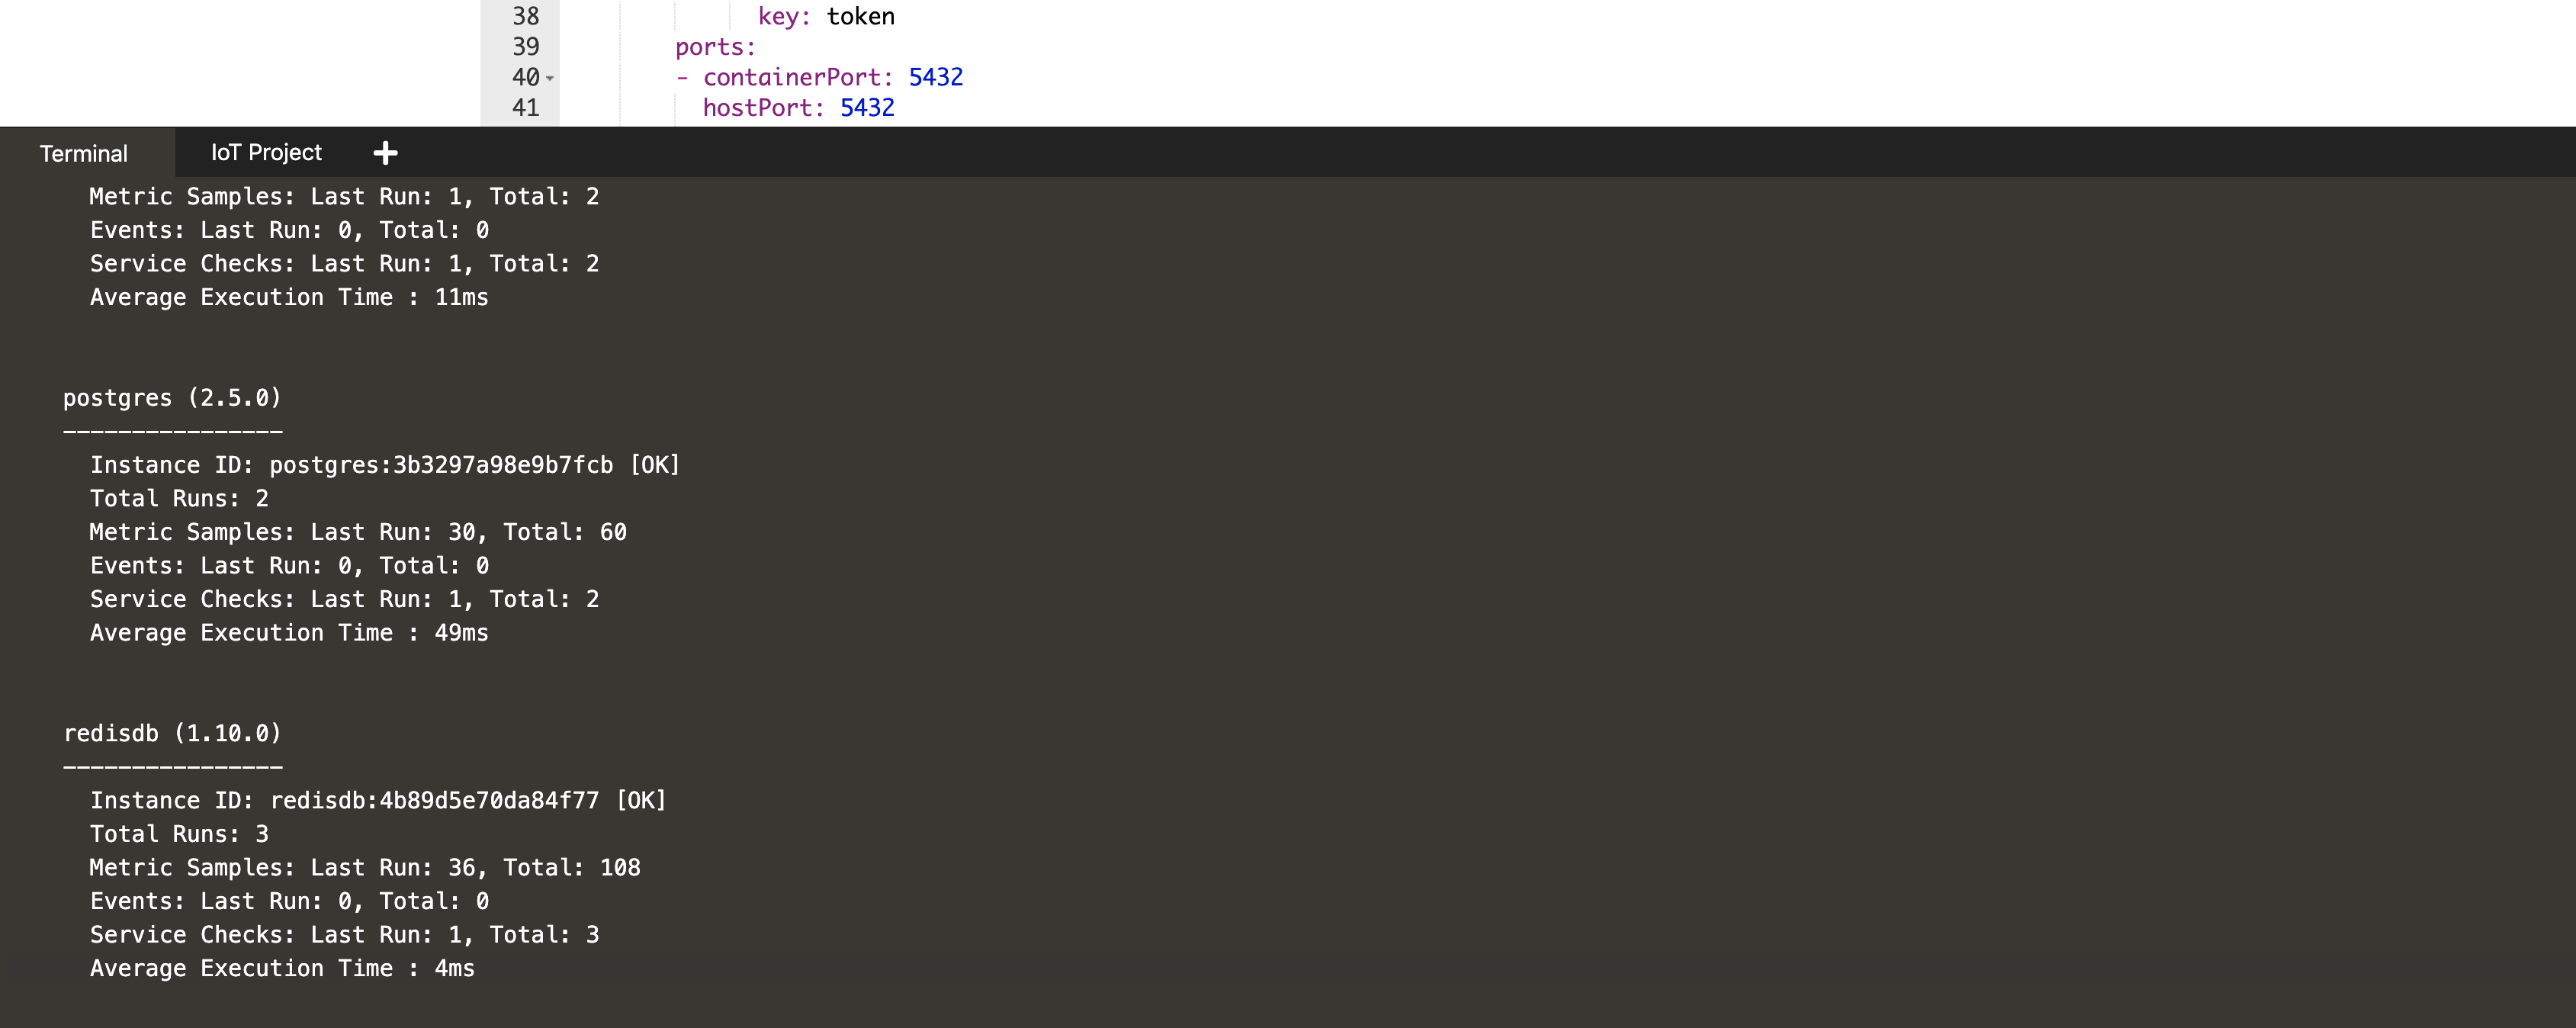 38 key: token
39 ports:
40 - containerPort: 5432
41 hostPort: 5432
Terminal IoT Project +
Metric Samples: Last Run: 1, Total: 2
Events: Last Run: 0, Total: 0
Service Checks: Last Run: 1, Total: 2
Average Execution Time : 11ms
postgres (2.5.0)
----------------
Instance ID: postgres:3b3297a98e9b7fcb [OK]
Total Runs: 2
Metric Samples: Last Run: 30, Total: 60
Events: Last Run: 0, Total: 0
Service Checks: Last Run: 1, Total: 2
Average Execution Time : 49ms
redisdb (1.10.0)
----------------
Instance ID: redisdb:4b89d5e70da84f77 [OK]
Total Runs: 3
Metric Samples: Last Run: 36, Total: 108
Events: Last Run: 0, Total: 0
Service Checks: Last Run: 1, Total: 3
Average Execution Time : 4ms